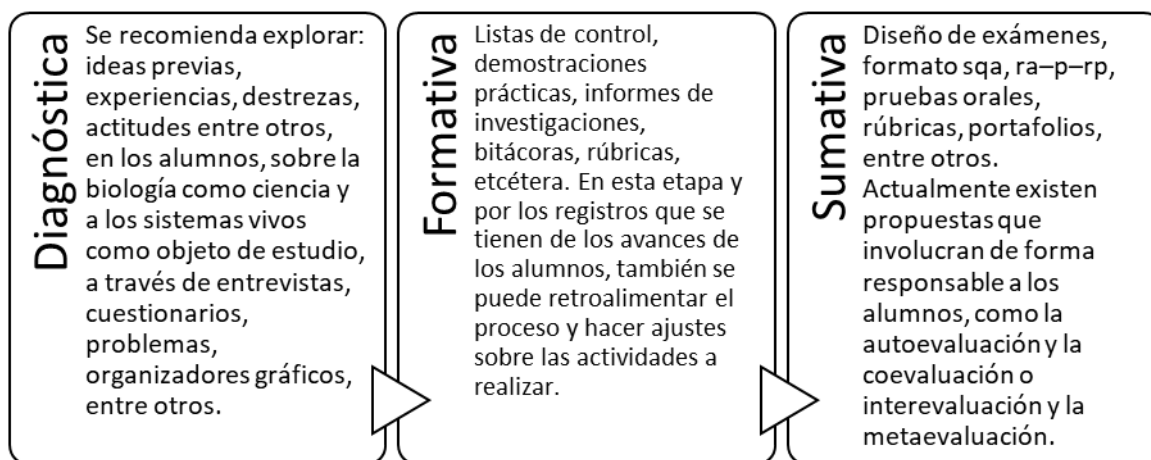 Diagnóstica
Se recomienda explorar:
ideas previas,
experiencias, destrezas,
actitudes entre otros,
en los alumnos, sobre la
biología como ciencia y
a los sistemas vivos
como objeto de estudio,
a través de entrevistas,
cuestionarios,
problemas,
organizadores gráficos,
entre otros.
Formativa
Listas de control,
demostraciones
prácticas, informes de
investigaciones,
bitácoras, rúbricas,
etcétera. En esta etapa y
por los registros que se
tienen de los avances de
los alumnos, también se
puede retroalimentar el
proceso y hacer ajustes
sobre las actividades a
realizar.
Sumativa
Diseño de exámenes,
formato sqa, ra–p–rp,
pruebas orales,
rúbricas, portafolios,
entre otros.
Actualmente existen
propuestas que
involucran de forma
responsable a los
alumnos, como la
autoevaluación y la
coevaluación o
interevaluación y la
metaevaluación.